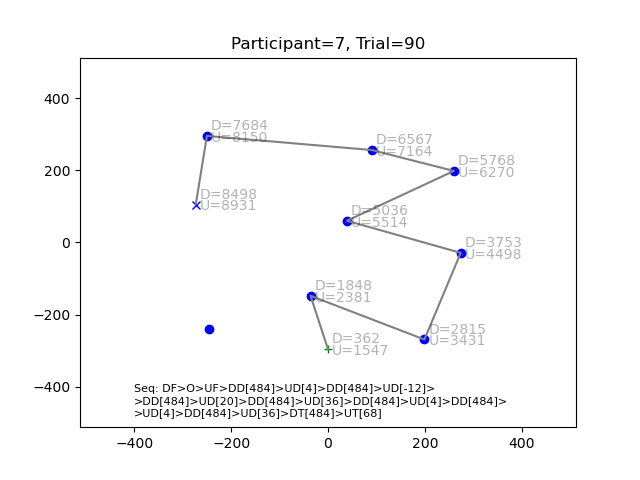 Participant=7, Trial=90
400
200
0
−200
−400
D=7684
U=8150
D=6567
U=7164
D=5768
U=6270
D=8498
U=8931
D=5036
U=5514
D=3753
U=4498
D=1848
U=2381
D=2815
U=3431
D=362
U=1547
Seq: DF>O>UF>DD[484]>UD[4]>DD[484]>UD[-12]>
>DD[484]>UD[20]>DD[484]>UD[36]>DD[484]>UD[4]>DD[484]>
>UD[4]>DD[484]>UD[36]>DT[484]>UT[68]
−400 −200 0 200 400